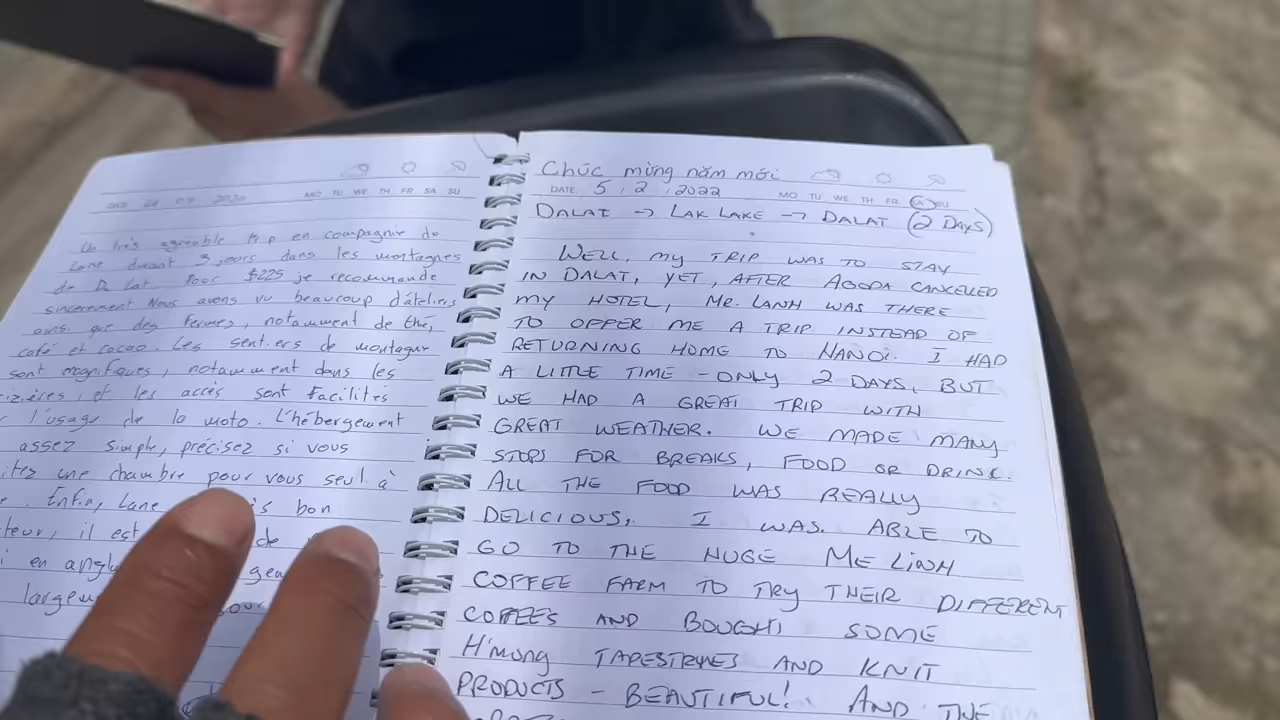 MO TU WE TH FR SA SU
Un très agréable trip en compagnie de
Lane durant 3 jours dans les montagnes
de Da Lat. Pour $225 je recommande
sincèrement Nous avons vu beaucoup d'ateliers
ainsi que des fermes, notamment de thé,
café et cacao. Les sentiers de montagne
sont magnifiques, notamment dans les
rizières, et les accès sont facilités
l'usage de la moto. L'hébergement
assez simple, précisez si vous
une chambre pour vous seul à
Enfin, Lane bon
il est de
en
Chúc mừng năm mới
DATE. 5 , 2 , 2022 MO TU WE TH FR SA SU
DALAT → LAK LAKE → DALAT (2 DAYS)
WELL, MY TRIP WAS TO STAY
IN DALAT, YET, AFTER AGODA CANCELLED
MY HOTEL, MR. LANH WAS THERE
TO OFFER ME A TRIP INSTEAD OF
RETURNING HOME TO HANOI. I HAD
A LITTLE TIME - ONLY 2 DAYS, BUT
WE HAD A GREAT TRIP WITH
GREAT WEATHER. WE MADE MANY
STOPS FOR BREAKS, FOOD OR DRINK.
ALL THE FOOD WAS REALLY
DELICIOUS. I WAS ABLE TO
GO TO THE HUGE ME LINH
COFFEE FARM TO TRY THEIR DIFFERENT
COFFEES AND BOUGHT SOME
H'mong TAPESTRYES AND KNIT
PRODUCTS - BEAUTIFUL! AND THE